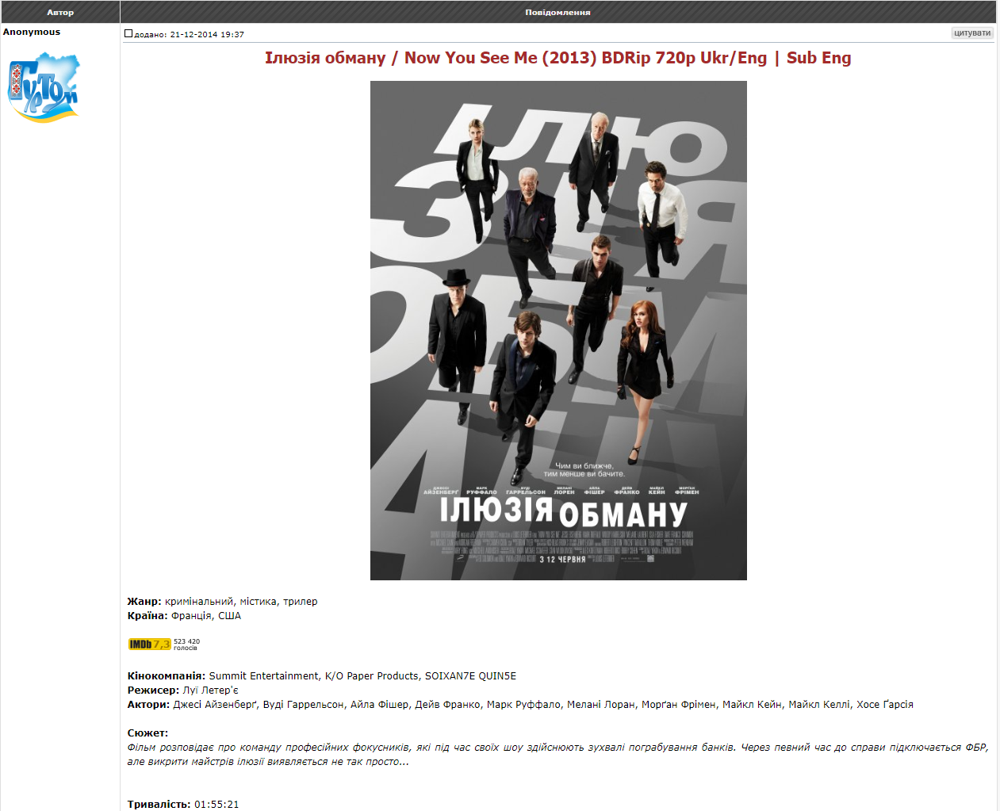 Автор
Повідомлення
Anonymous
додано: 21-12-2014 19:37
цитувати
Гуртом
Ілюзія обману / Now You See Me (2013) BDRip 720p Ukr/Eng | Sub Eng
ІЛЮ
ЗІЯ
ОБМ
АНУ
Чим ви ближче,
тим менше ви бачите.
ДЖЕССІ АЙЗЕНБЕРГ МАРК РУФФАЛО ВУДІ ГАРРЕЛЬСОН МЕЛАНІ ЛОРЕН АЙЛА ФІШЕР ДЕЙВ ФРАНКО МАЙКЛ КЕЙН МОРГАН ФРІМЕН
ІЛЮЗІЯ ОБМАНУ
З 12 ЧЕРВНЯ
Жанр: кримінальний, містика, трилер
Країна: Франція, США
IMDb 7,3 523 420
голосів
Кінокомпанія: Summit Entertainment, K/O Paper Products, SOIXAN7E QUIN5E
Режисер: Луї Летер'є
Актори: Джесі Айзенберґ, Вуді Гаррельсон, Айла Фішер, Дейв Франко, Марк Руффало, Мелані Лоран, Морґан Фрімен, Майкл Кейн, Майкл Келлі, Хосе Ґарсія
Сюжет:
Фільм розповідає про команду професійних фокусників, які під час своїх шоу здійснюють зухвалі пограбування банків. Через певний час до справи підключається ФБР,
але викрити майстрів ілюзії виявляється не так просто...
Тривалість: 01:55:21